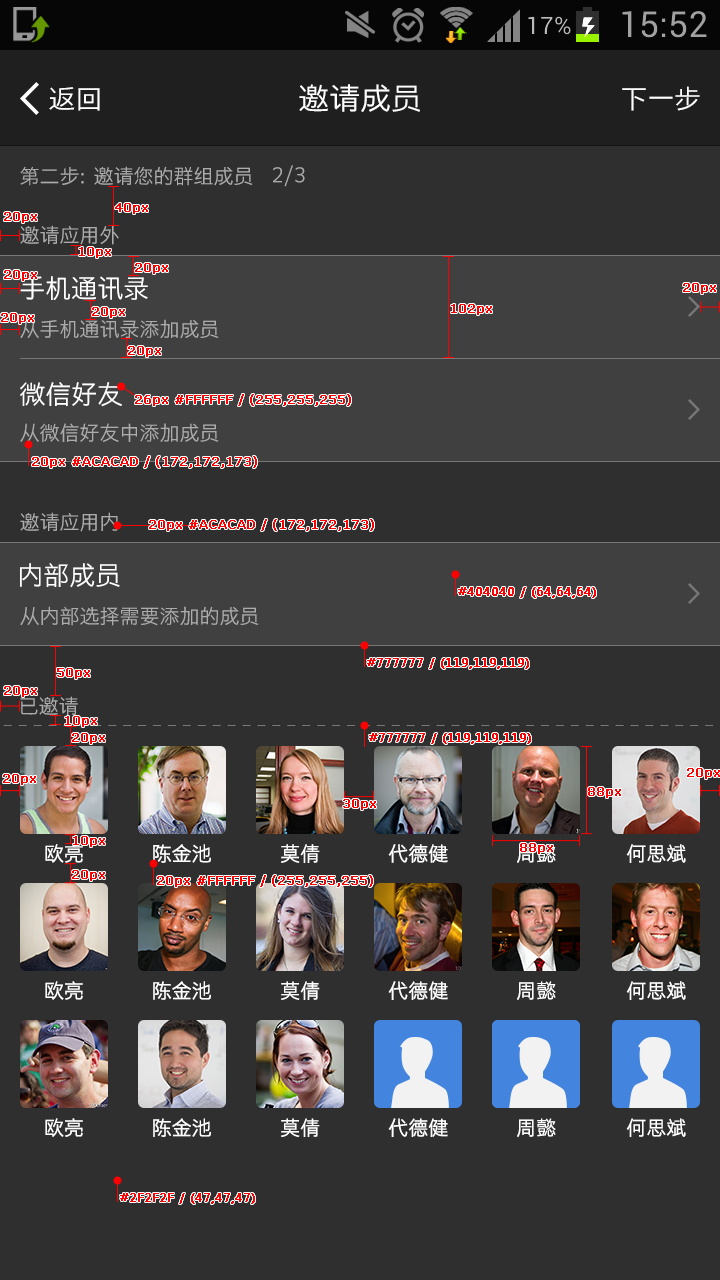 17% 15:52
返回 邀请成员 下一步
第二步: 邀请您的群组成员 2/3
40px
20px
邀请应用外
10px
20px
20px
手机通讯录
20px
102px
20px
20px
从手机通讯录添加成员
20px
微信好友
26px #FFFFFF / (255,255,255)
从微信好友中添加成员
20px #ACACAD / (172,172,173)
邀请应用内
20px #ACACAD / (172,172,173)
内部成员
#404040 / (64,64,64)
从内部选择需要添加的成员
#777777 / (119,119,119)
50px
20px
已邀请
10px
20px
#777777 / (119,119,119)
20px
30px
88px
20px
10px
88px
欧亮 陈金池 莫倩 代德健 周懿 何思斌
20px
20px #FFFFFF / (255,255,255)
欧亮 陈金池 莫倩 代德健 周懿 何思斌
欧亮 陈金池 莫倩 代德健 周懿 何思斌
#2F2F2F / (47,47,47)